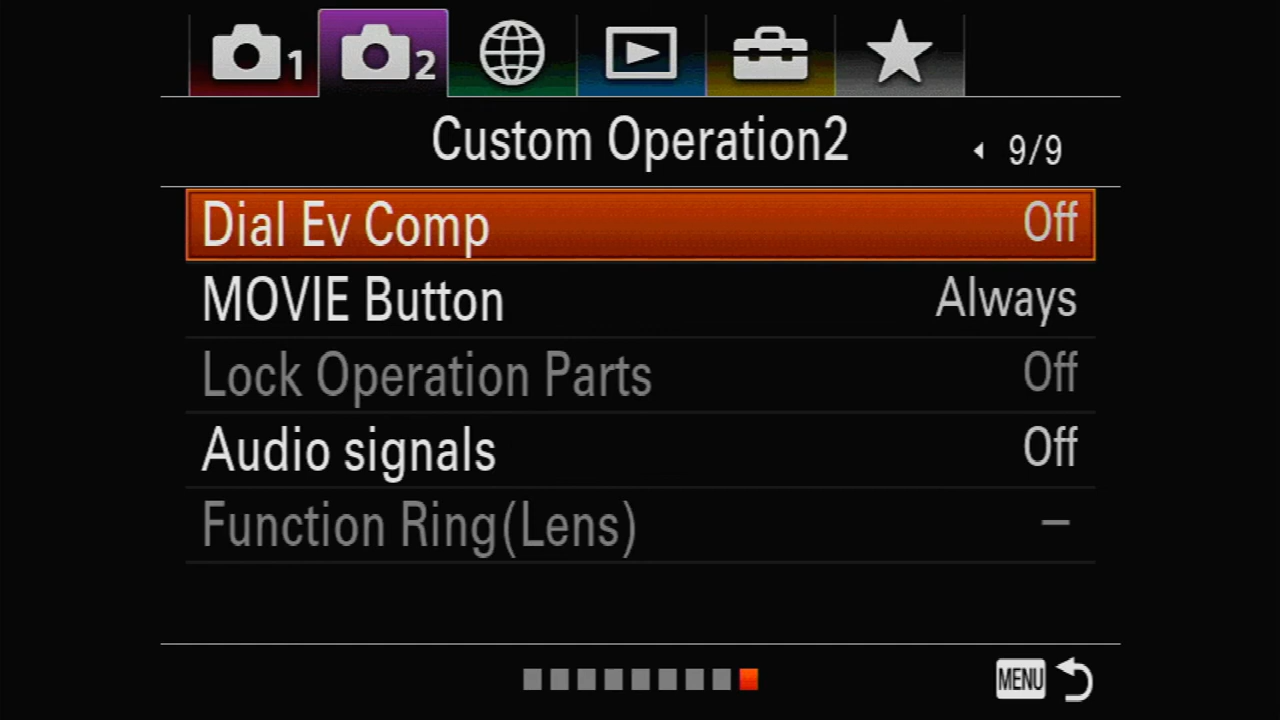 1 2
Custom Operation2 9/9
Dial Ev Comp Off
MOVIE Button Always
Lock Operation Parts Off
Audio signals Off
Function Ring(Lens) –
MENU